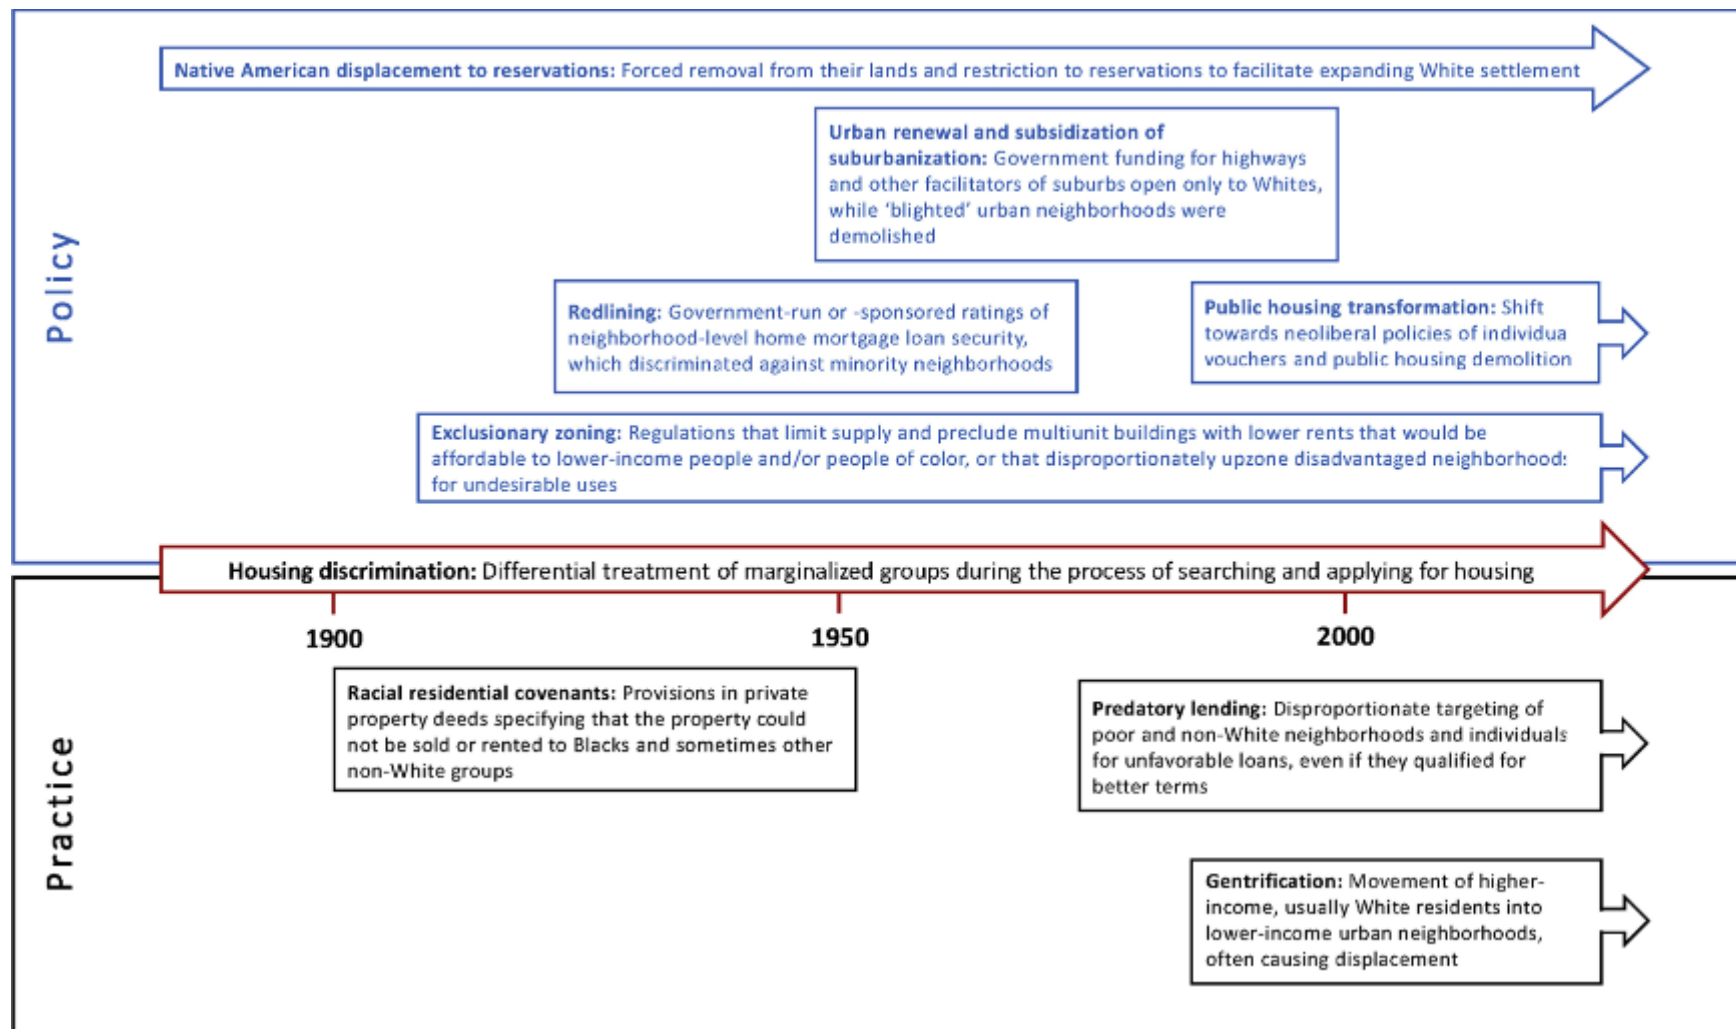 Policy
Native American displacement to reservations: Forced removal from their lands and restriction to reservations to facilitate expanding White settlement
Urban renewal and subsidization of
suburbanization: Government funding for highways
and other facilitators of suburbs open only to Whites,
while ‘blighted’ urban neighborhoods were
demolished
Redlining: Government-run or -sponsored ratings of
neighborhood-level home mortgage loan security,
which discriminated against minority neighborhoods
Public housing transformation: Shift
towards neoliberal policies of individua
vouchers and public housing demolition
Exclusionary zoning: Regulations that limit supply and preclude multiunit buildings with lower rents that would be
affordable to lower-income people and/or people of color, or that disproportionately upzone disadvantaged neighborhood:
for undesirable uses
Housing discrimination: Differential treatment of marginalized groups during the process of searching and applying for housing
1900
1950
2000
Practice
Racial residential covenants: Provisions in private
property deeds specifying that the property could
not be sold or rented to Blacks and sometimes other
non-White groups
Predatory lending: Disproportionate targeting of
poor and non-White neighborhoods and individuals
for unfavorable loans, even if they qualified for
better terms
Gentrification: Movement of higher-
income, usually White residents into
lower-income urban neighborhoods,
often causing displacement